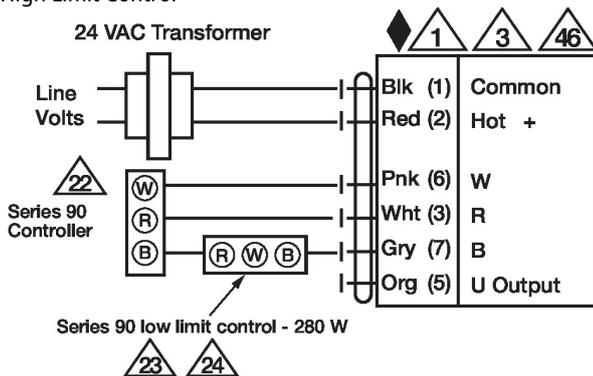 High Limit Control
24 VAC Transformer
1 3 46
Line
Volts
Blk (1) Common
Red (2) Hot +
22
Series 90
Controller
W
R
B
R W B
Pnk (6) W
Wht (3) R
Gry (7) B
Org (5) U Output
Series 90 low limit control - 280 W
23 24